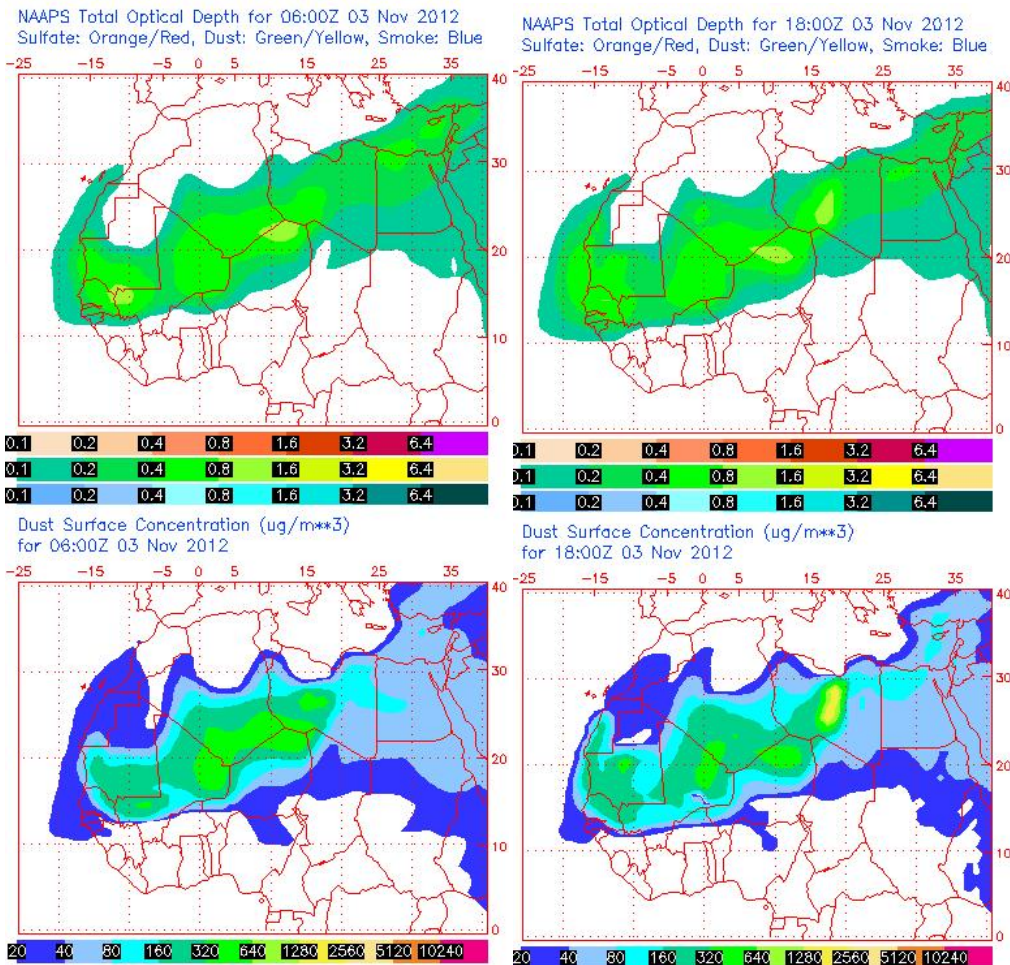 NAAPS Total Optical Depth for 06:00Z 03 Nov 2012
Sulfate: Orange/Red, Dust: Green/Yellow, Smoke: Blue
-25 -15 -5 0 5 15 25 35
40
30
20
10
0
0.1 0.2 0.4 0.8 1.6 3.2 6.4
0.1 0.2 0.4 0.8 1.6 3.2 6.4
0.1 0.2 0.4 0.8 1.6 3.2 6.4
NAAPS Total Optical Depth for 18:00Z 03 Nov 2012
Sulfate: Orange/Red, Dust: Green/Yellow, Smoke: Blue
-25 -15 -5 0 5 15 25 35
40
30
20
10
0
0.1 0.2 0.4 0.8 1.6 3.2 6.4
0.1 0.2 0.4 0.8 1.6 3.2 6.4
0.1 0.2 0.4 0.8 1.6 3.2 6.4
Dust Surface Concentration (ug/m**3)
for 06:00Z 03 Nov 2012
-25 -15 -5 0 5 15 25 35
40
30
20
10
0
20 40 80 160 320 640 1280 2560 5120 10240
Dust Surface Concentration (ug/m**3)
for 18:00Z 03 Nov 2012
-25 -15 -5 0 5 15 25 35
40
30
20
10
0
20 40 80 160 320 640 1280 2560 5120 10240